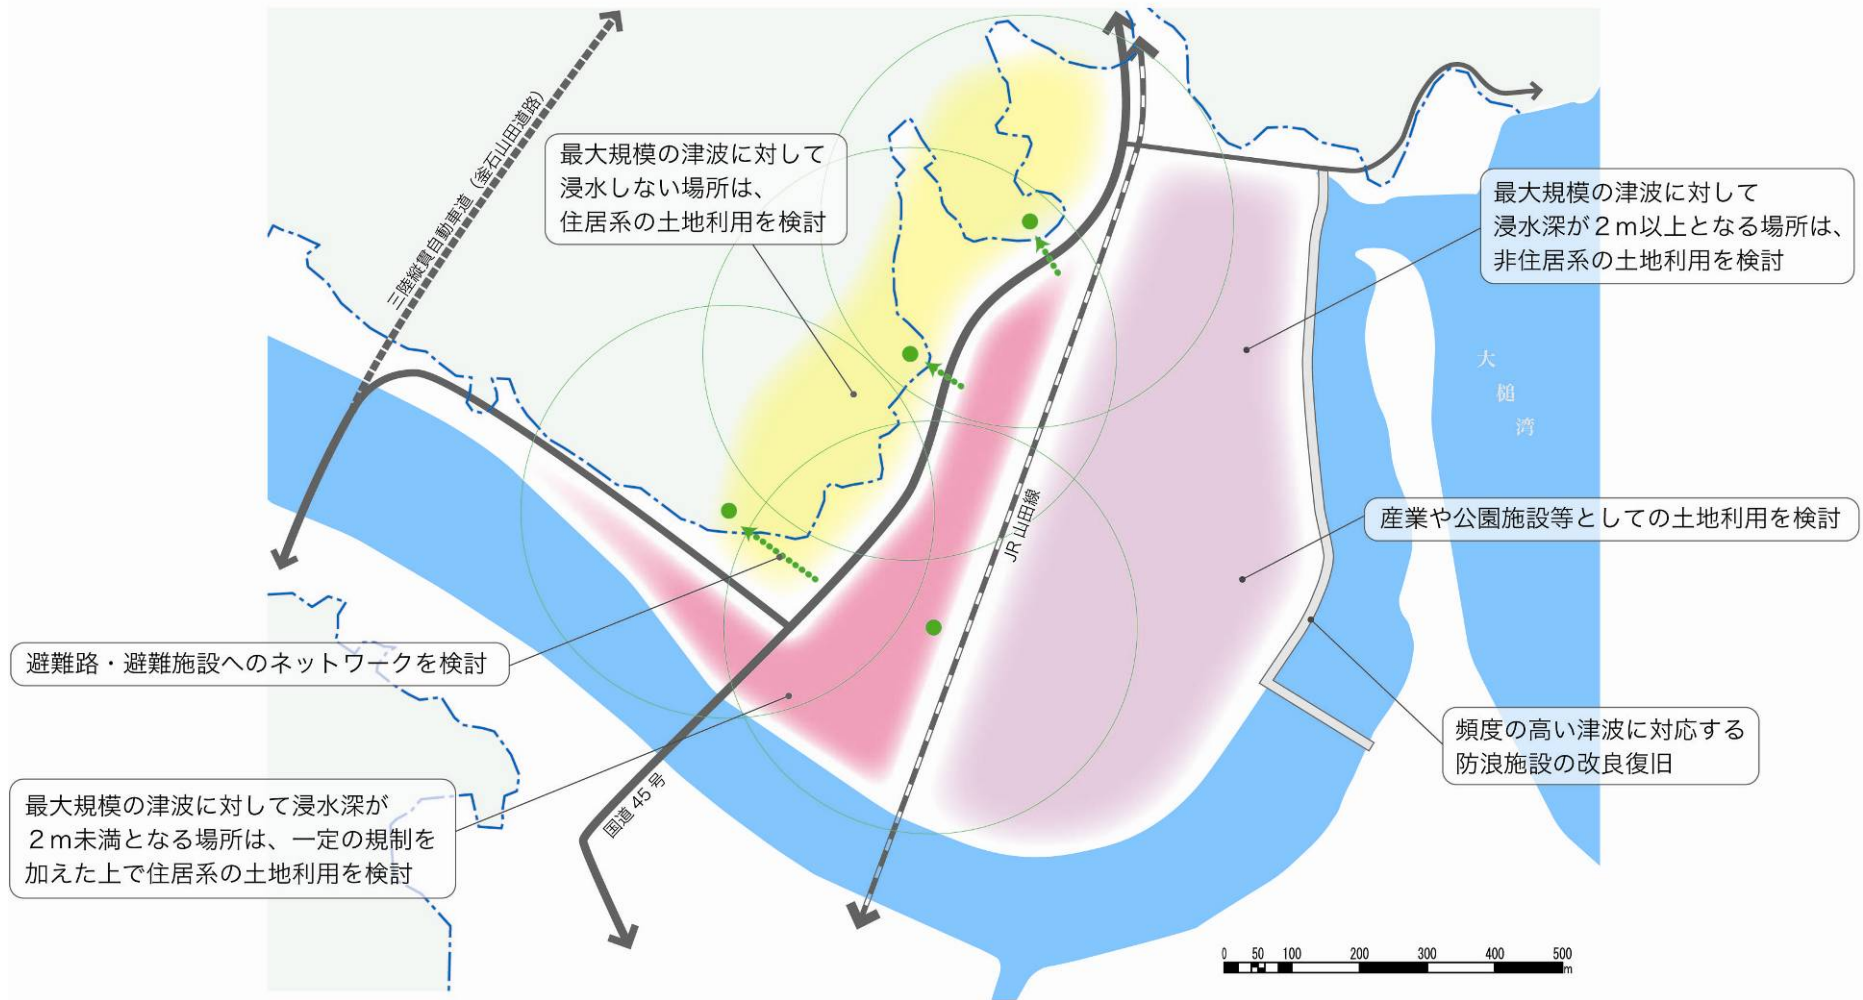 三陸縦貫自動車道（釜石山田道路）
最大規模の津波に対して
浸水しない場所は、
住居系の土地利用を検討
最大規模の津波に対して
浸水深が２ｍ以上となる場所は、
非住居系の土地利用を検討
大槌湾
産業や公園施設等としての土地利用を検討
JR 山田線
避難路・避難施設へのネットワークを検討
頻度の高い津波に対応する
防浪施設の改良復旧
最大規模の津波に対して浸水深が
２ｍ未満となる場所は、一定の規制を
加えた上で住居系の土地利用を検討
国道 45 号
0 50 100 200 300 400 500
m